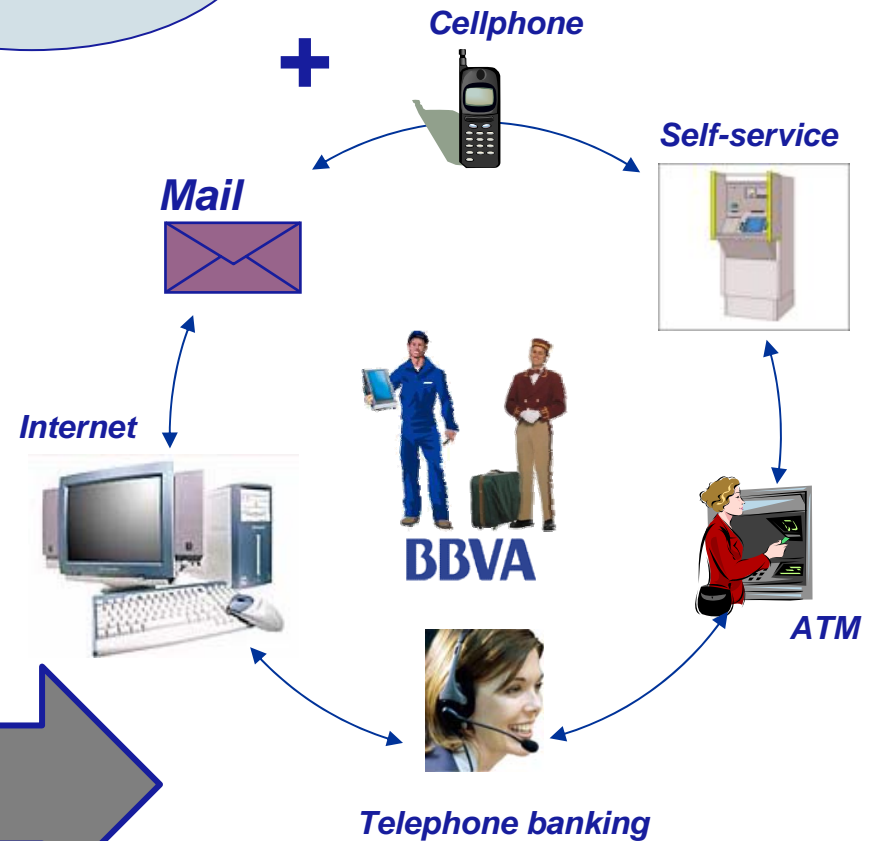 Cellphone
+
Self-service
Mail
Internet
BBVA
ATM
Telephone banking